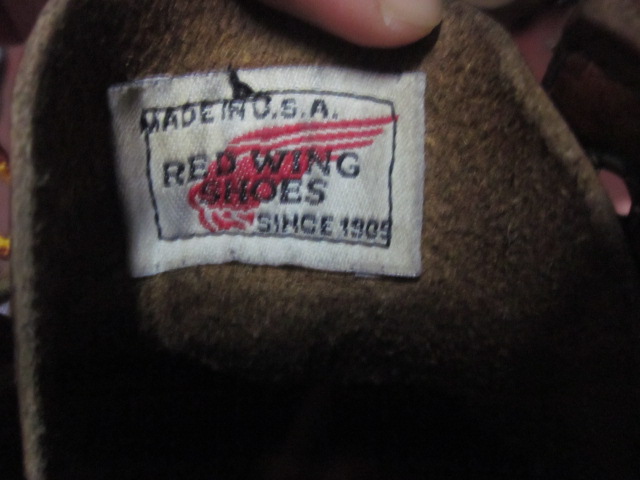 MADE IN U.S.A.
RED WING
SHOES
SINCE 1905